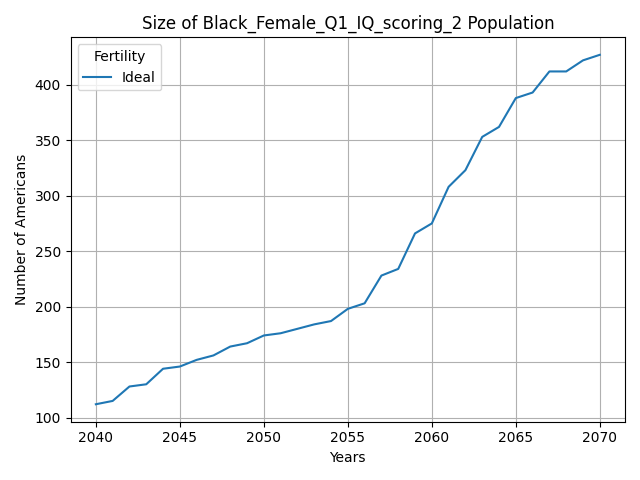 Size of Black_Female_Q1_IQ_scoring_2 Population
Fertility
Ideal
Number of Americans
400
350
300
250
200
150
100
2040 2045 2050 2055 2060 2065 2070
Years